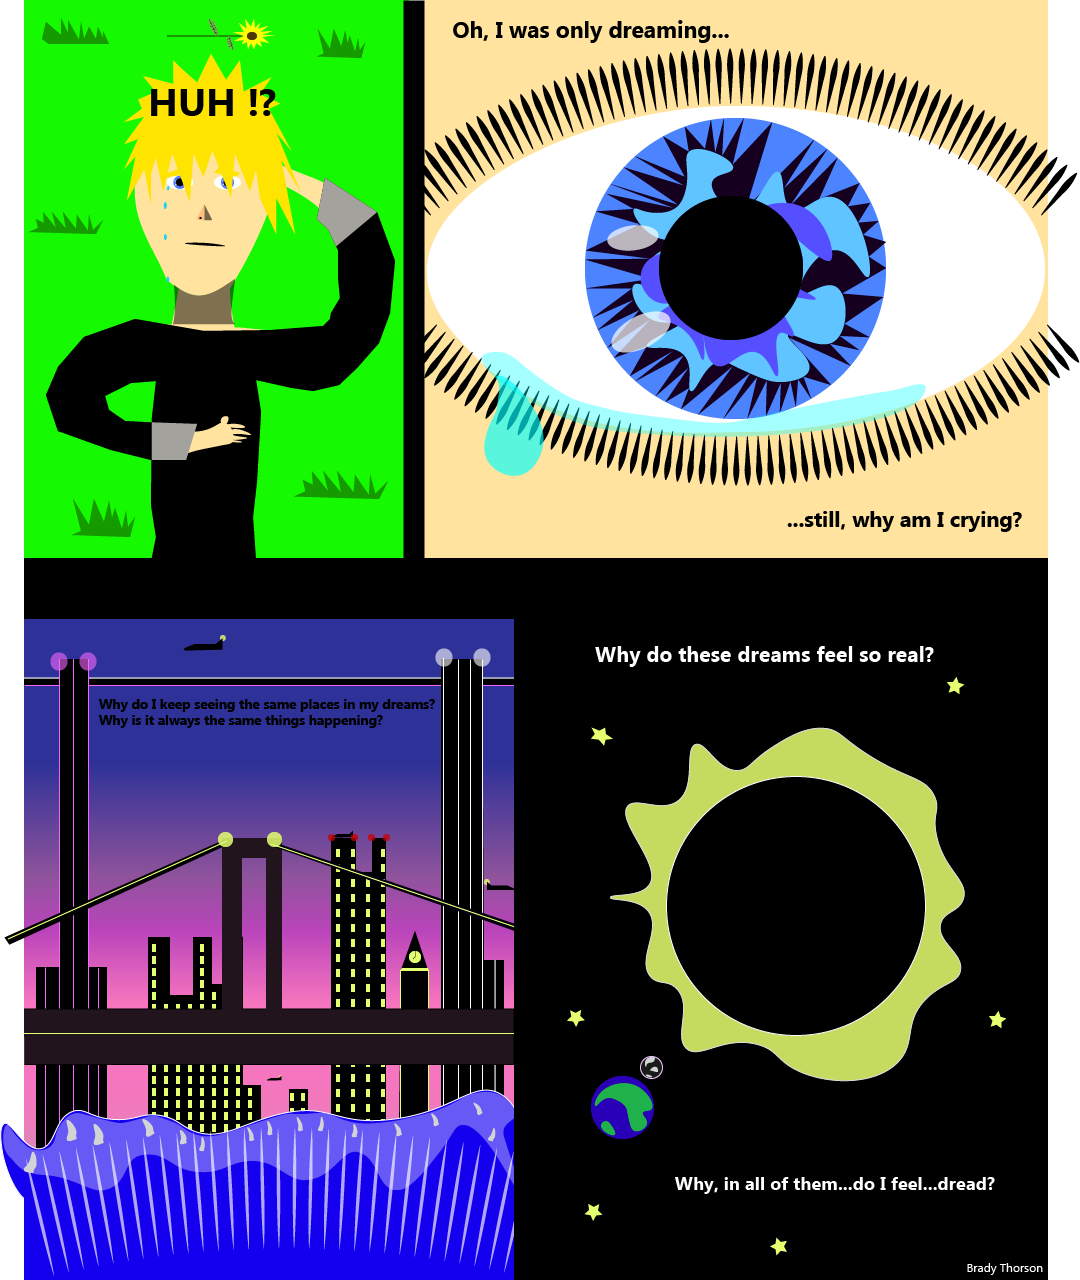 HUH !?
Oh, I was only dreaming...
...still, why am I crying?
Why do I keep seeing the same places in my dreams?
Why is it always the same things happening?
Why do these dreams feel so real?
Why, in all of them...do I feel...dread?
Brady Thorson